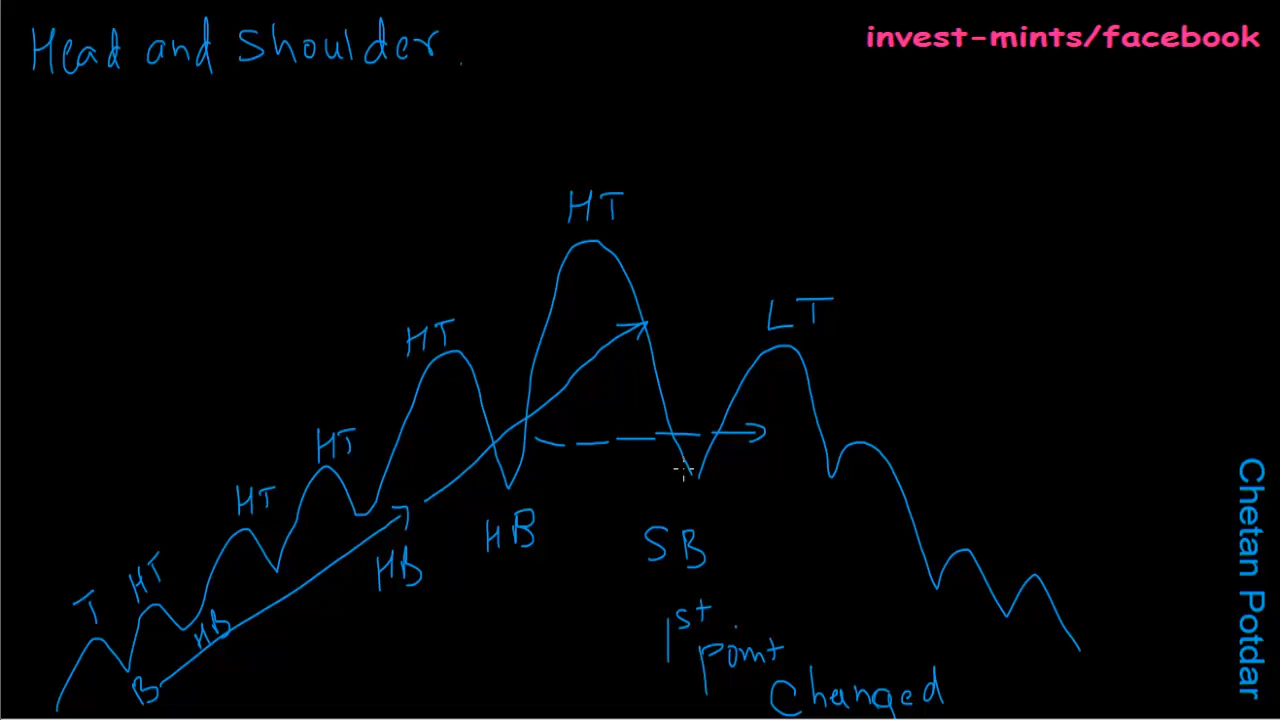 Head and Shoulder
invest-mints/facebook
HT
LT
HT
HT
HT
HT
T
HB
HB
HB
B
SB
1st
point
Changed
Chetan Potdar